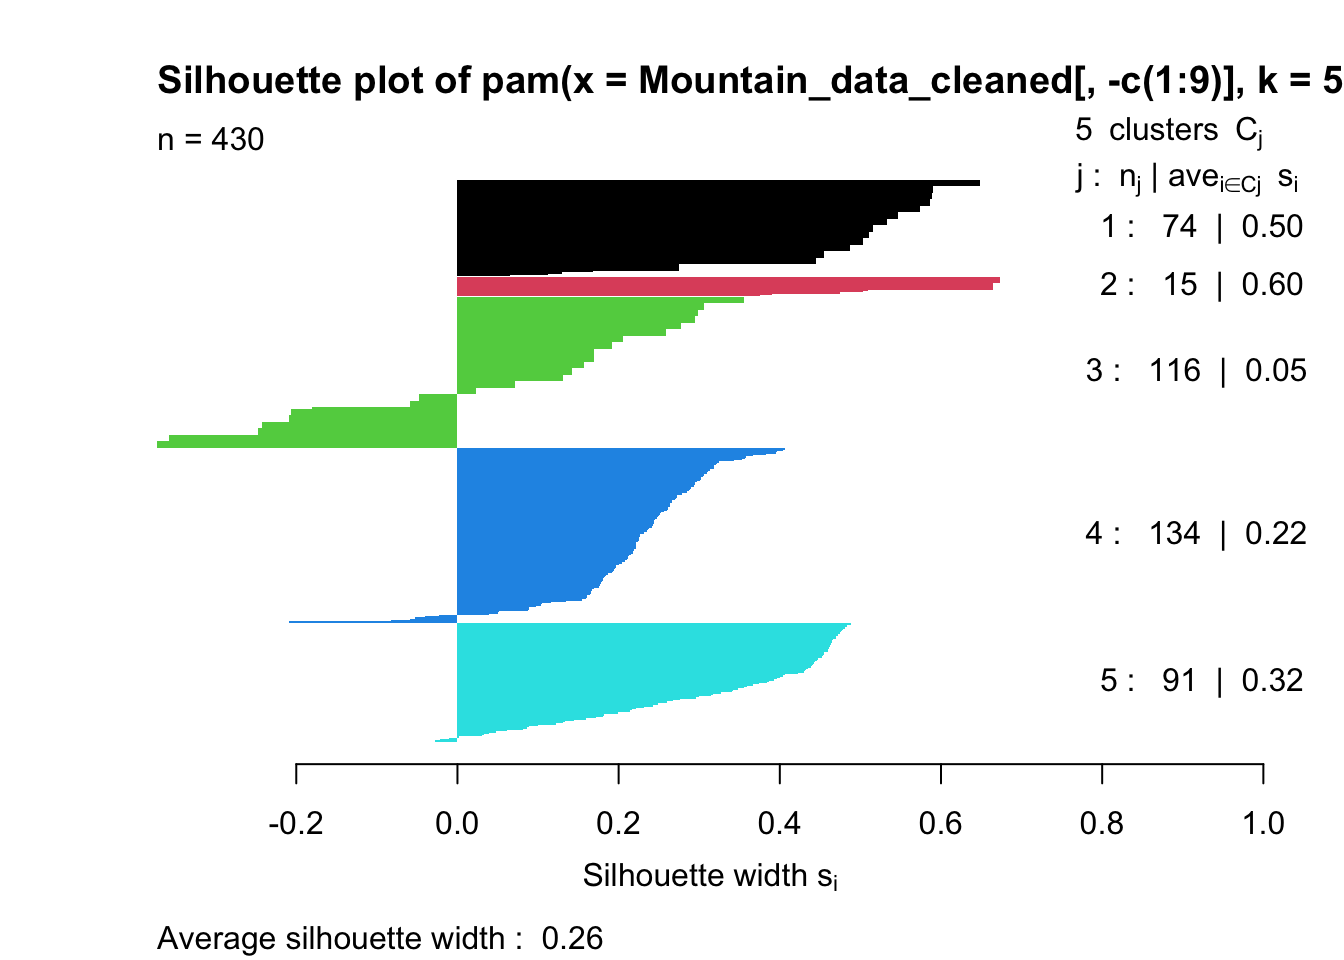 Silhouette plot of pam(x = Mountain_data_cleaned[, -c(1:9)], k = 5
n = 430
5 clusters Cj
j : nj | avei∈Cj si
1 : 74 | 0.50
2 : 15 | 0.60
3 : 116 | 0.05
4 : 134 | 0.22
5 : 91 | 0.32
-0.2 0.0 0.2 0.4 0.6 0.8 1.0
Silhouette width si
Average silhouette width : 0.26